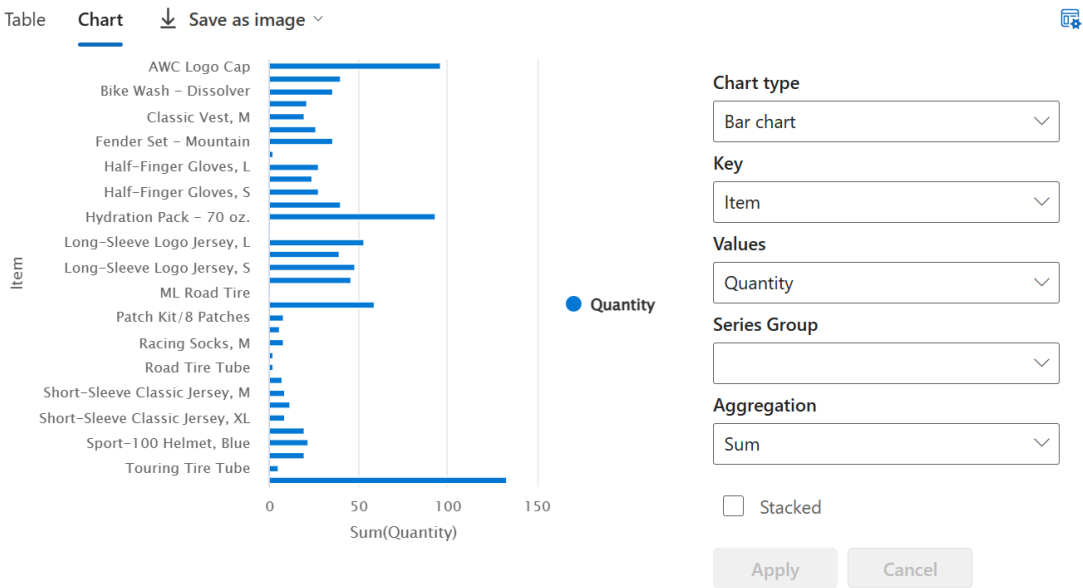 Table Chart Save as image
AWC Logo Cap
Bike Wash - Dissolver
Classic Vest, M
Fender Set - Mountain
Half-Finger Gloves, L
Half-Finger Gloves, S
Hydration Pack - 70 oz.
Long-Sleeve Logo Jersey, L
Long-Sleeve Logo Jersey, S
ML Road Tire
Patch Kit/8 Patches
Racing Socks, M
Road Tire Tube
Short-Sleeve Classic Jersey, M
Short-Sleeve Classic Jersey, XL
Sport-100 Helmet, Blue
Touring Tire Tube
Item
0 50 100 150
Sum(Quantity)
Quantity
Chart type
Bar chart
Key
Item
Values
Quantity
Series Group
Aggregation
Sum
Stacked
Apply Cancel